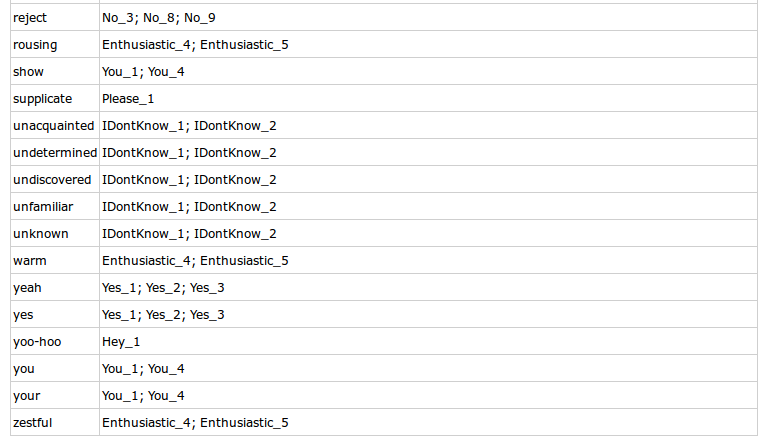 reject No_3; No_8; No_9
rousing Enthusiastic_4; Enthusiastic_5
show You_1; You_4
supplicate Please_1
unacquainted IDontKnow_1; IDontKnow_2
undetermined IDontKnow_1; IDontKnow_2
undiscovered IDontKnow_1; IDontKnow_2
unfamiliar IDontKnow_1; IDontKnow_2
unknown IDontKnow_1; IDontKnow_2
warm Enthusiastic_4; Enthusiastic_5
yeah Yes_1; Yes_2; Yes_3
yes Yes_1; Yes_2; Yes_3
yoo-hoo Hey_1
you You_1; You_4
your You_1; You_4
zestful Enthusiastic_4; Enthusiastic_5